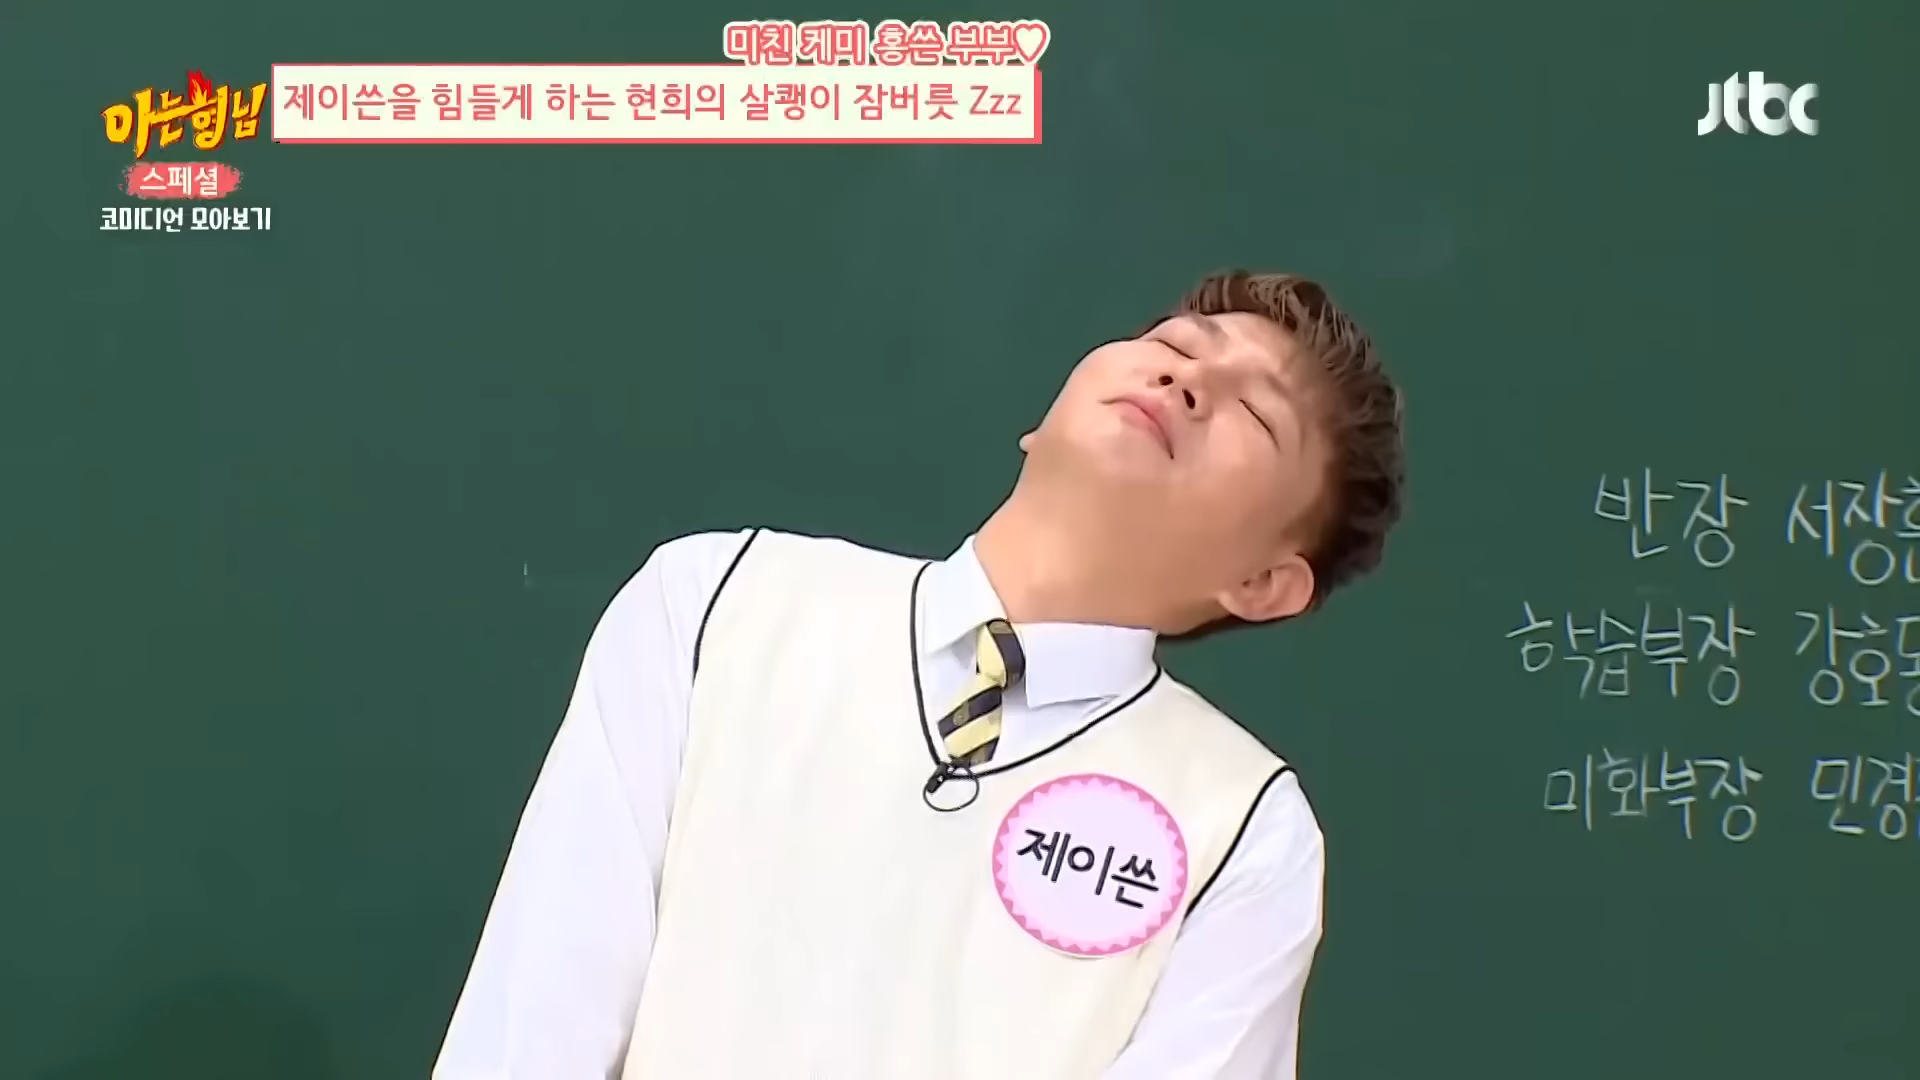 미친 케미 홍쓴 부부♡
제이쓴을 힘들게 하는 현희의 살쾡이 잠버릇 Zzz
아는형님
스페셜
코미디언 모아보기
jtbc
반장 서장훈
학습부장 강호동
미화부장 민경
제이쓴